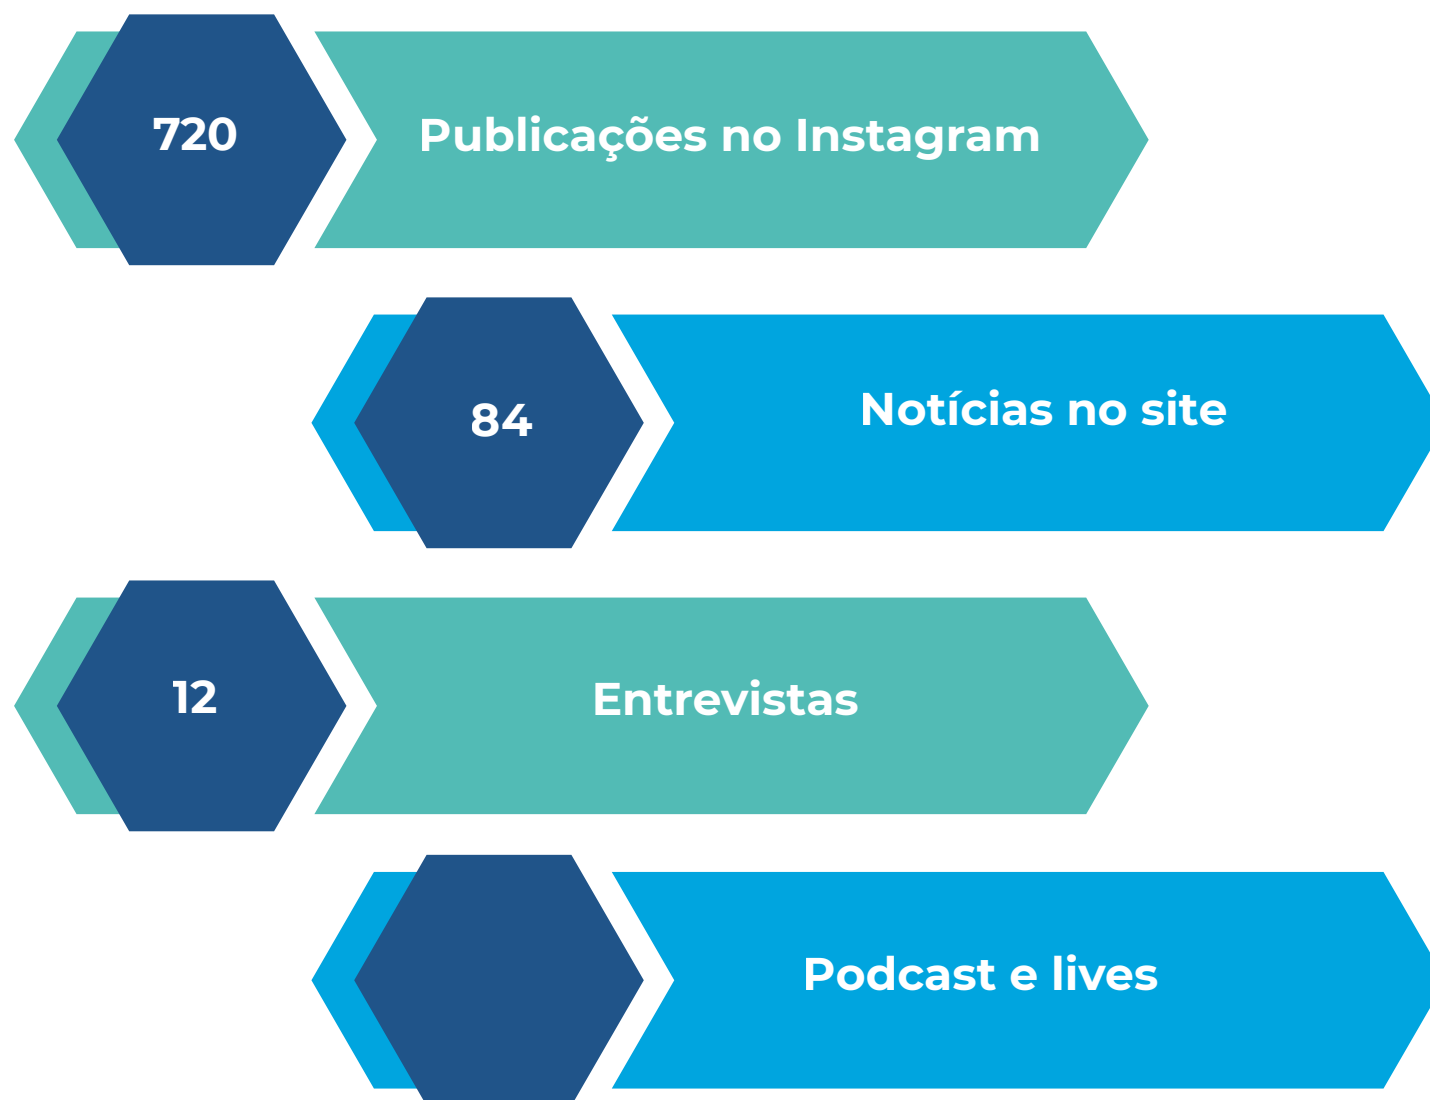 720
Publicações no Instagram
84
Notícias no site
12
Entrevistas
Podcast e lives